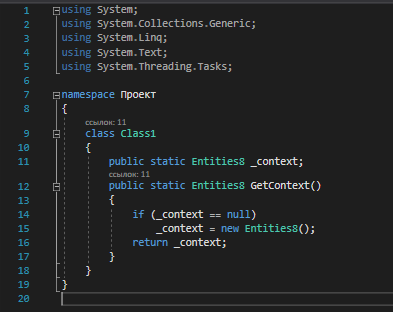 1 using System;
2 using System.Collections.Generic;
3 using System.Linq;
4 using System.Text;
5 using System.Threading.Tasks;
6
7 namespace Проект
8 {
ссылок: 11
9 class Class1
10 {
11 public static Entities8 _context;
ссылок: 11
12 public static Entities8 GetContext()
13 {
14 if (_context == null)
15 _context = new Entities8();
16 return _context;
17 }
18 }
19 }
20